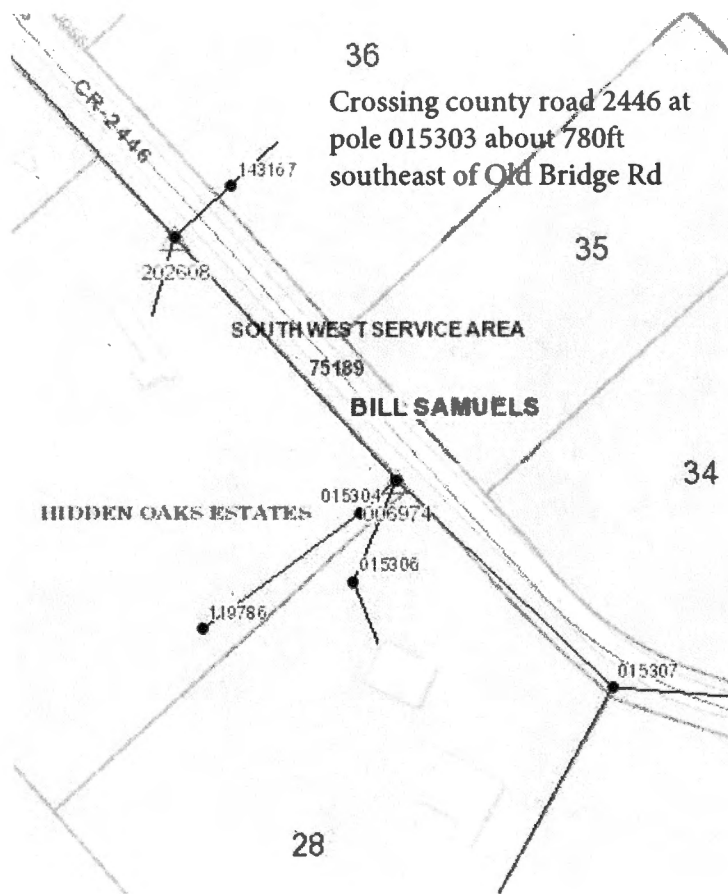 36
Crossing county road 2446 at
pole 015303 about 780ft
southeast of Old Bridge Rd
CR-2446
143167
35
202608
SOUTH WEST SERVICE AREA
75189
BILL SAMUELS
34
015304
HIDDEN OAKS ESTATES
006974
015306
119786
015307
28